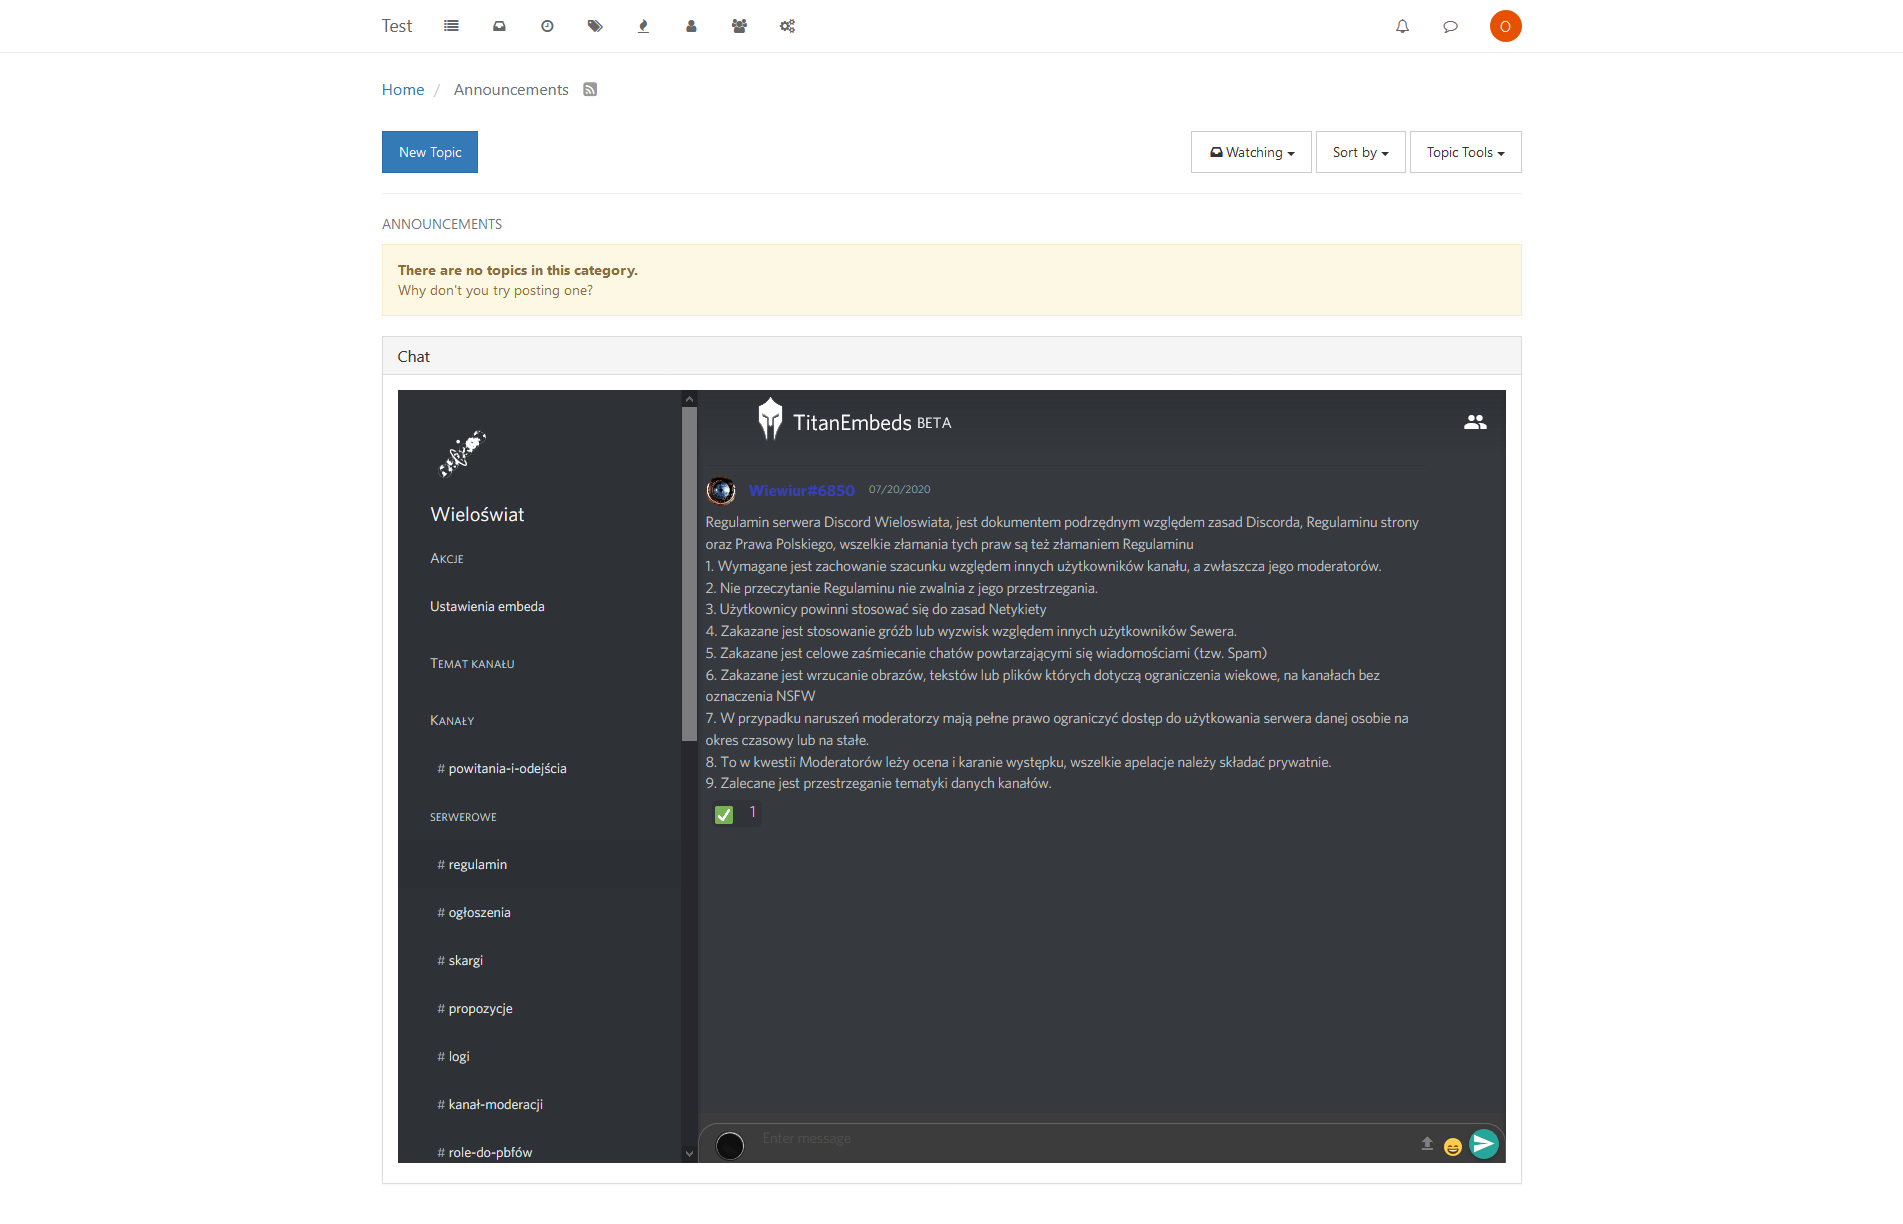 Test
O
Home / Announcements
New Topic
Watching
Sort by
Topic Tools
ANNOUNCEMENTS
There are no topics in this category.
Why don't you try posting one?
Chat
Wieloświat
Akcje
Ustawienia embeda
Temat kanału
Kanały
# powitania-i-odejścia
SERWEROWE
# regulamin
# ogłoszenia
# skargi
# propozycje
# logi
# kanał-moderacji
# role-do-pbfów
TitanEmbeds BETA
Wiewiur#6850 07/20/2020
Regulamin serwera Discord Wieloswiata, jest dokumentem podrzędnym względem zasad Discorda, Regulaminu strony
oraz Prawa Polskiego, wszelkie złamania tych praw są też złamaniem Regulaminu
1. Wymagane jest zachowanie szacunku względem innych użytkowników kanału, a zwłaszcza jego moderatorów.
2. Nie przeczytanie Regulaminu nie zwalnia z jego przestrzegania.
3. Użytkownicy powinni stosować się do zasad Netykiety
4. Zakazane jest stosowanie gróźb lub wyzwisk względem innych użytkowników Sewera.
5. Zakazane jest celowe zaśmiecanie chatów powtarzającymi się wiadomościami (tzw. Spam)
6. Zakazane jest wrzucanie obrazów, tekstów lub plików których dotyczą ograniczenia wiekowe, na kanałach bez
oznaczenia NSFW
7. W przypadku naruszeń moderatorzy mają pełne prawo ograniczyć dostęp do użytkowania serwera danej osobie na
okres czasowy lub na stałe.
8. To w kwestii Moderatorów leży ocena i karanie występku, wszelkie apelacje należy składać prywatnie.
9. Zalecane jest przestrzeganie tematyki danych kanałów.
1
Enter message